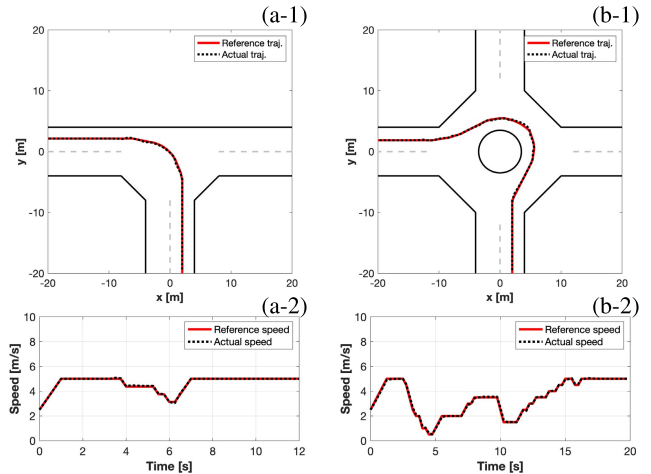 (a-1)
(b-1)
20
10
0
-10
-20
y [m]
Reference traj.
Actual traj.
-20
-10
0
10
20
x [m]
20
10
0
-10
-20
y [m]
Reference traj.
Actual traj.
-20
-10
0
10
20
x [m]
(a-2)
(b-2)
10
8
6
4
2
0
Speed [m/s]
Reference speed
Actual speed
0
2
4
6
8
10
12
Time [s]
10
8
6
4
2
0
Speed [m/s]
Reference speed
Actual speed
0
5
10
15
20
Time [s]